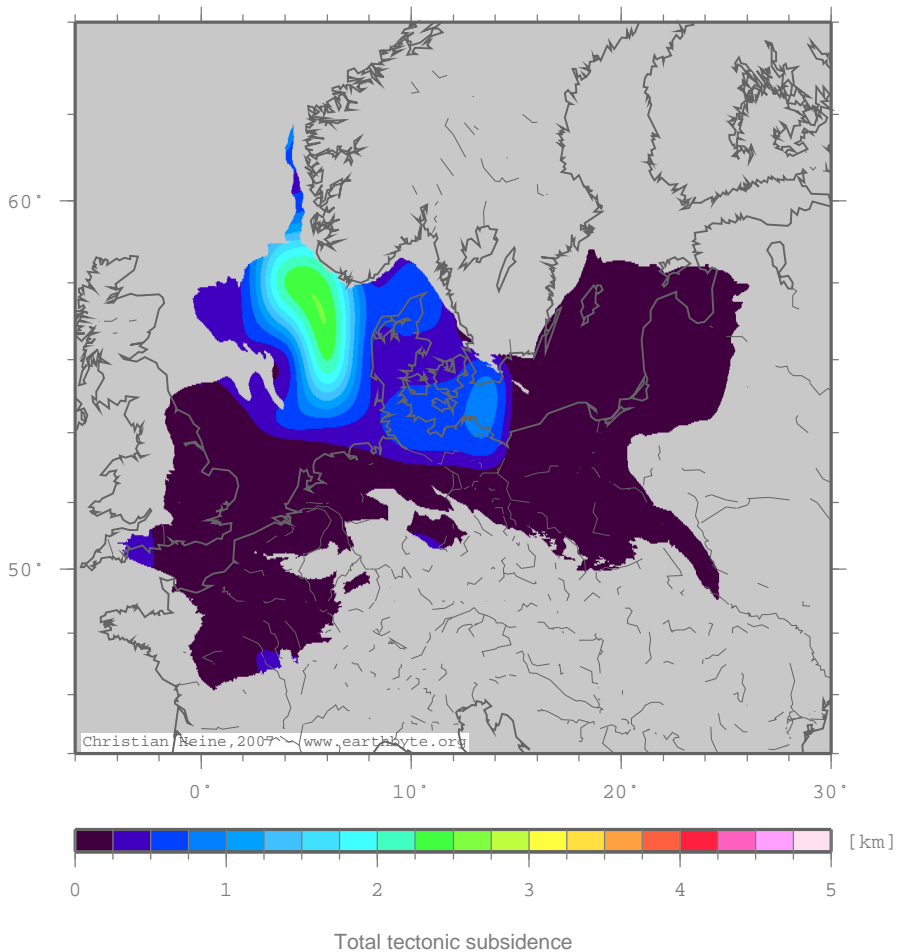 60°
50°
Christian Heine,2007 www.earthbyte.org
0° 10° 20° 30°
[km]
0 1 2 3 4 5
Total tectonic subsidence